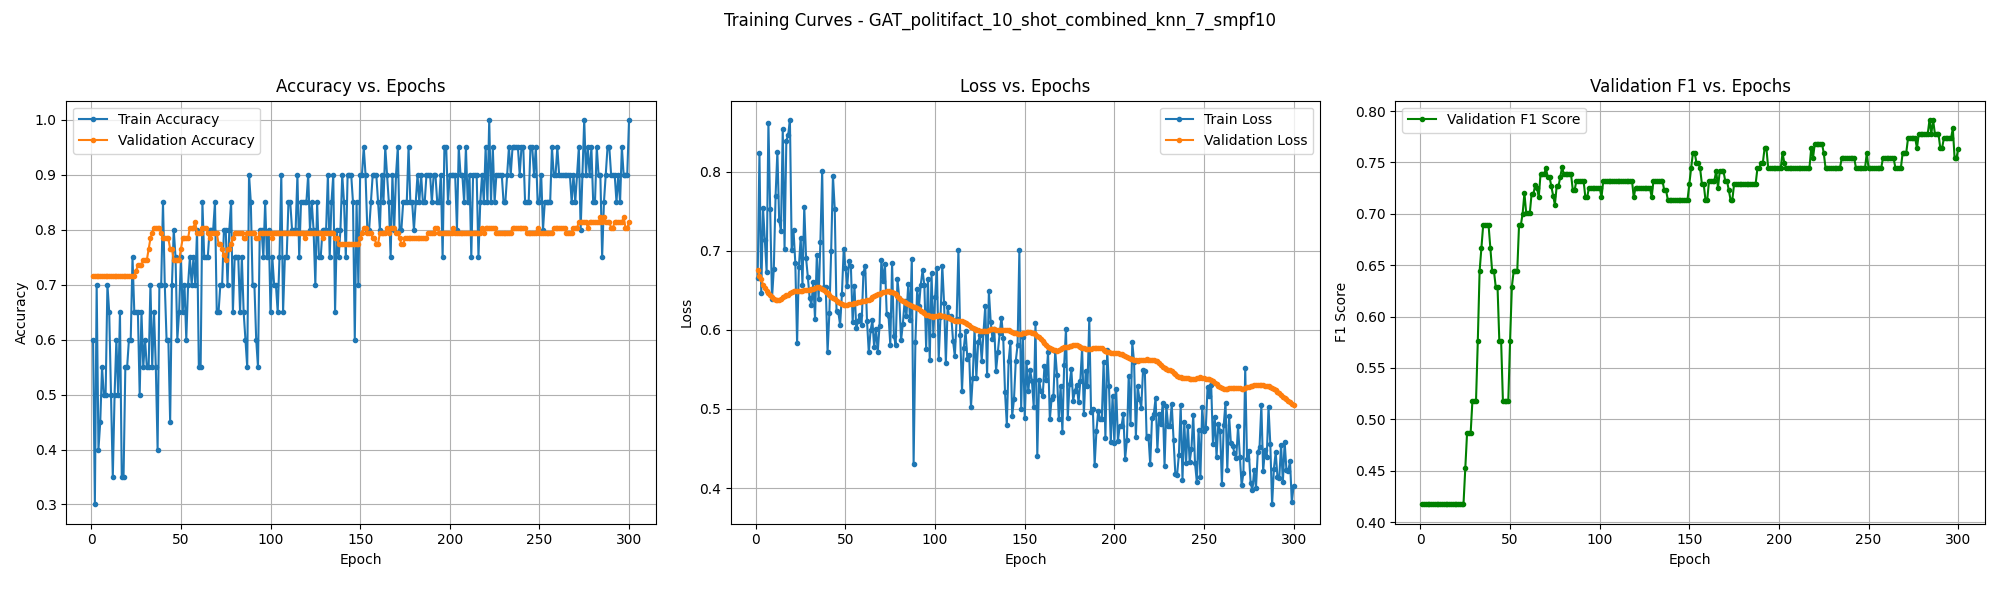 Training Curves - GAT_politifact_10_shot_combined_knn_7_smpf10
Accuracy vs. Epochs
Train Accuracy
Validation Accuracy
1.0
0.9
0.8
0.7
0.6
0.5
0.4
0.3
Accuracy
0 50 100 150 200 250 300
Epoch
Loss vs. Epochs
Train Loss
Validation Loss
0.8
0.7
0.6
0.5
0.4
Loss
0 50 100 150 200 250 300
Epoch
Validation F1 vs. Epochs
Validation F1 Score
0.80
0.75
0.70
0.65
0.60
0.55
0.50
0.45
0.40
F1 Score
0 50 100 150 200 250 300
Epoch